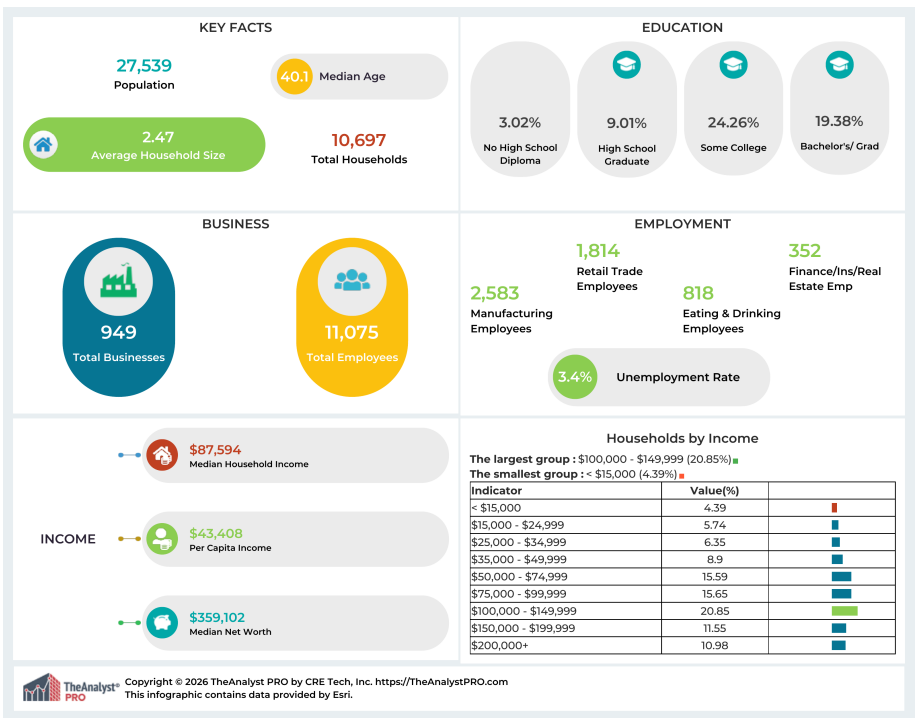 KEY FACTS
27,539
Population
40.1 Median Age
2.47
Average Household Size
10,697
Total Households
EDUCATION
3.02%
No High School
Diploma
9.01%
High School
Graduate
24.26%
Some College
19.38%
Bachelor's/ Grad
BUSINESS
949
Total Businesses
11,075
Total Employees
EMPLOYMENT
2,583
Manufacturing
Employees
1,814
Retail Trade
Employees
818
Eating & Drinking
Employees
352
Finance/Ins/Real
Estate Emp
3.4% Unemployment Rate
INCOME
$87,594
Median Household Income
$43,408
Per Capita Income
$359,102
Median Net Worth
Households by Income
The largest group : $100,000 - $149,999 (20.85%)
The smallest group : < $15,000 (4.39%)
Indicator Value(%)
< $15,000 4.39
$15,000 - $24,999 5.74
$25,000 - $34,999 6.35
$35,000 - $49,999 8.9
$50,000 - $74,999 15.59
$75,000 - $99,999 15.65
$100,000 - $149,999 20.85
$150,000 - $199,999 11.55
$200,000+ 10.98
TheAnalyst®
PRO
Copyright © 2026 TheAnalyst PRO by CRE Tech, Inc. https://TheAnalystPRO.com
This infographic contains data provided by Esri.